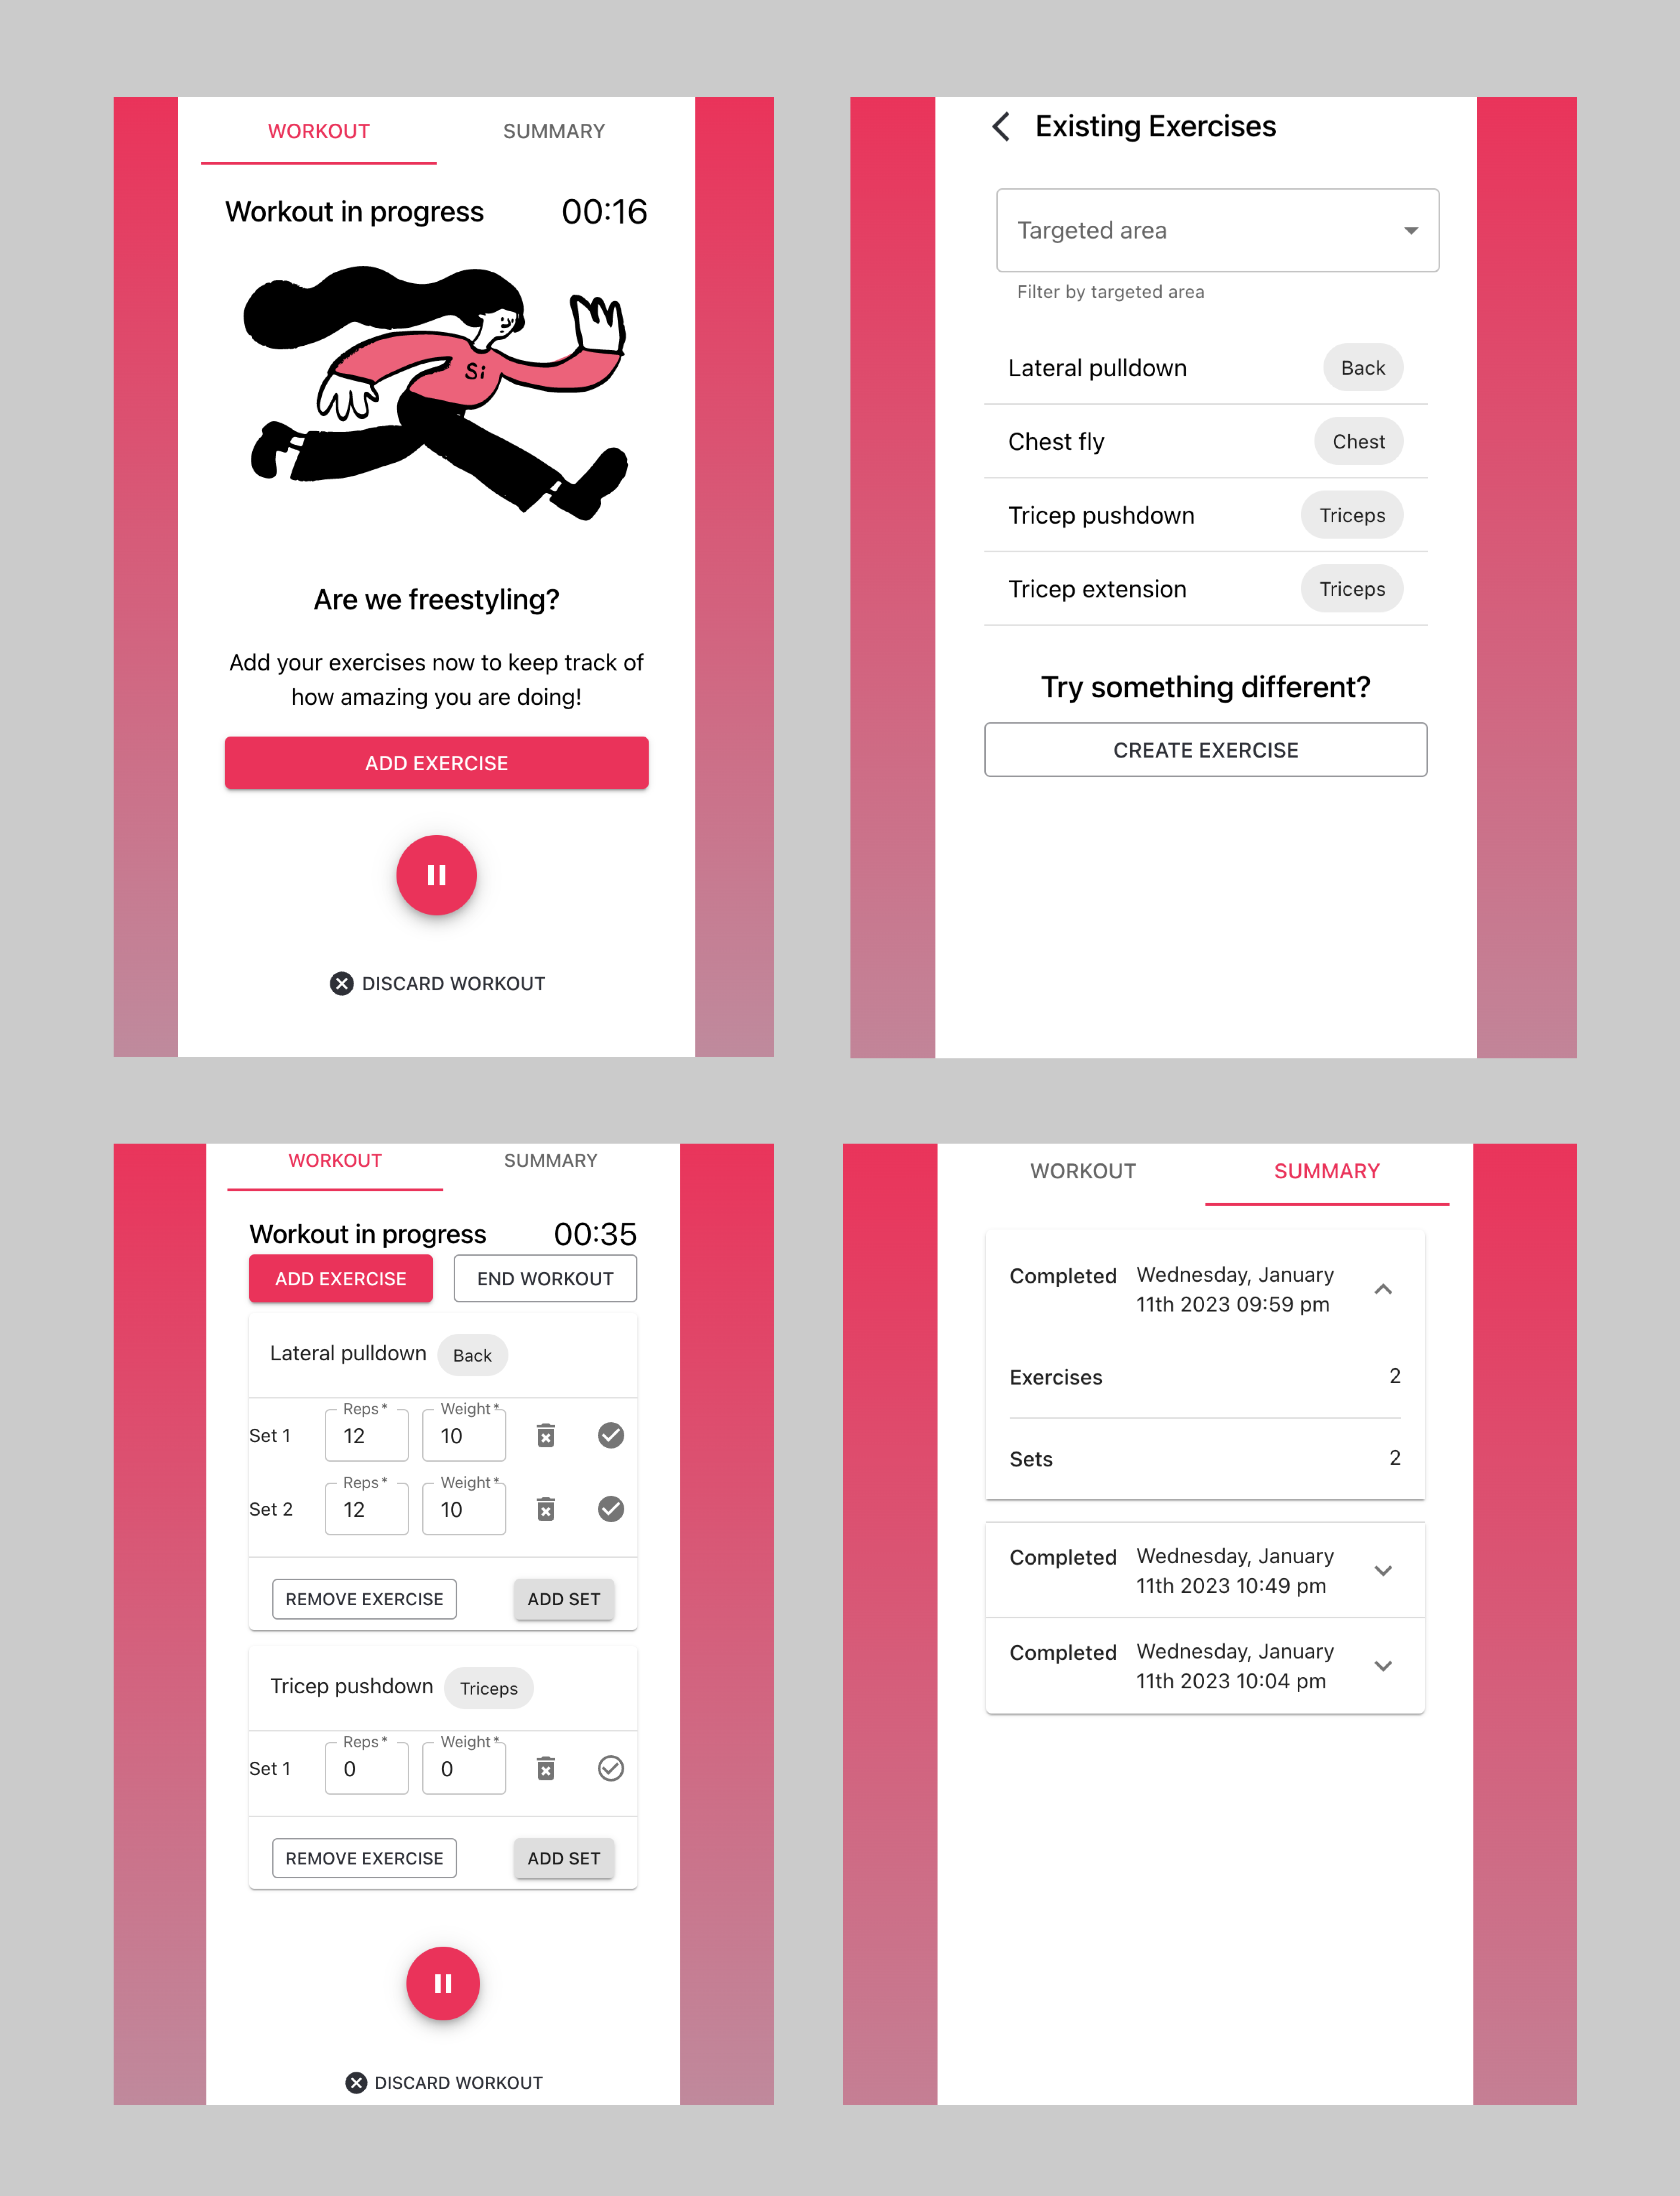 WORKOUT SUMMARY
Workout in progress 00:16
Si
Are we freestyling?
Add your exercises now to keep track of
how amazing you are doing!
ADD EXERCISE
DISCARD WORKOUT
Existing Exercises
Targeted area
Filter by targeted area
Lateral pulldown Back
Chest fly Chest
Tricep pushdown Triceps
Tricep extension Triceps
Try something different?
CREATE EXERCISE
WORKOUT SUMMARY
Workout in progress 00:35
ADD EXERCISE END WORKOUT
Lateral pulldown Back
Reps* Weight*
Set 1 12 10
Reps* Weight*
Set 2 12 10
REMOVE EXERCISE ADD SET
Tricep pushdown Triceps
Reps* Weight*
Set 1 0 0
REMOVE EXERCISE ADD SET
DISCARD WORKOUT
WORKOUT SUMMARY
Completed Wednesday, January
11th 2023 09:59 pm
Exercises 2
Sets 2
Completed Wednesday, January
11th 2023 10:49 pm
Completed Wednesday, January
11th 2023 10:04 pm